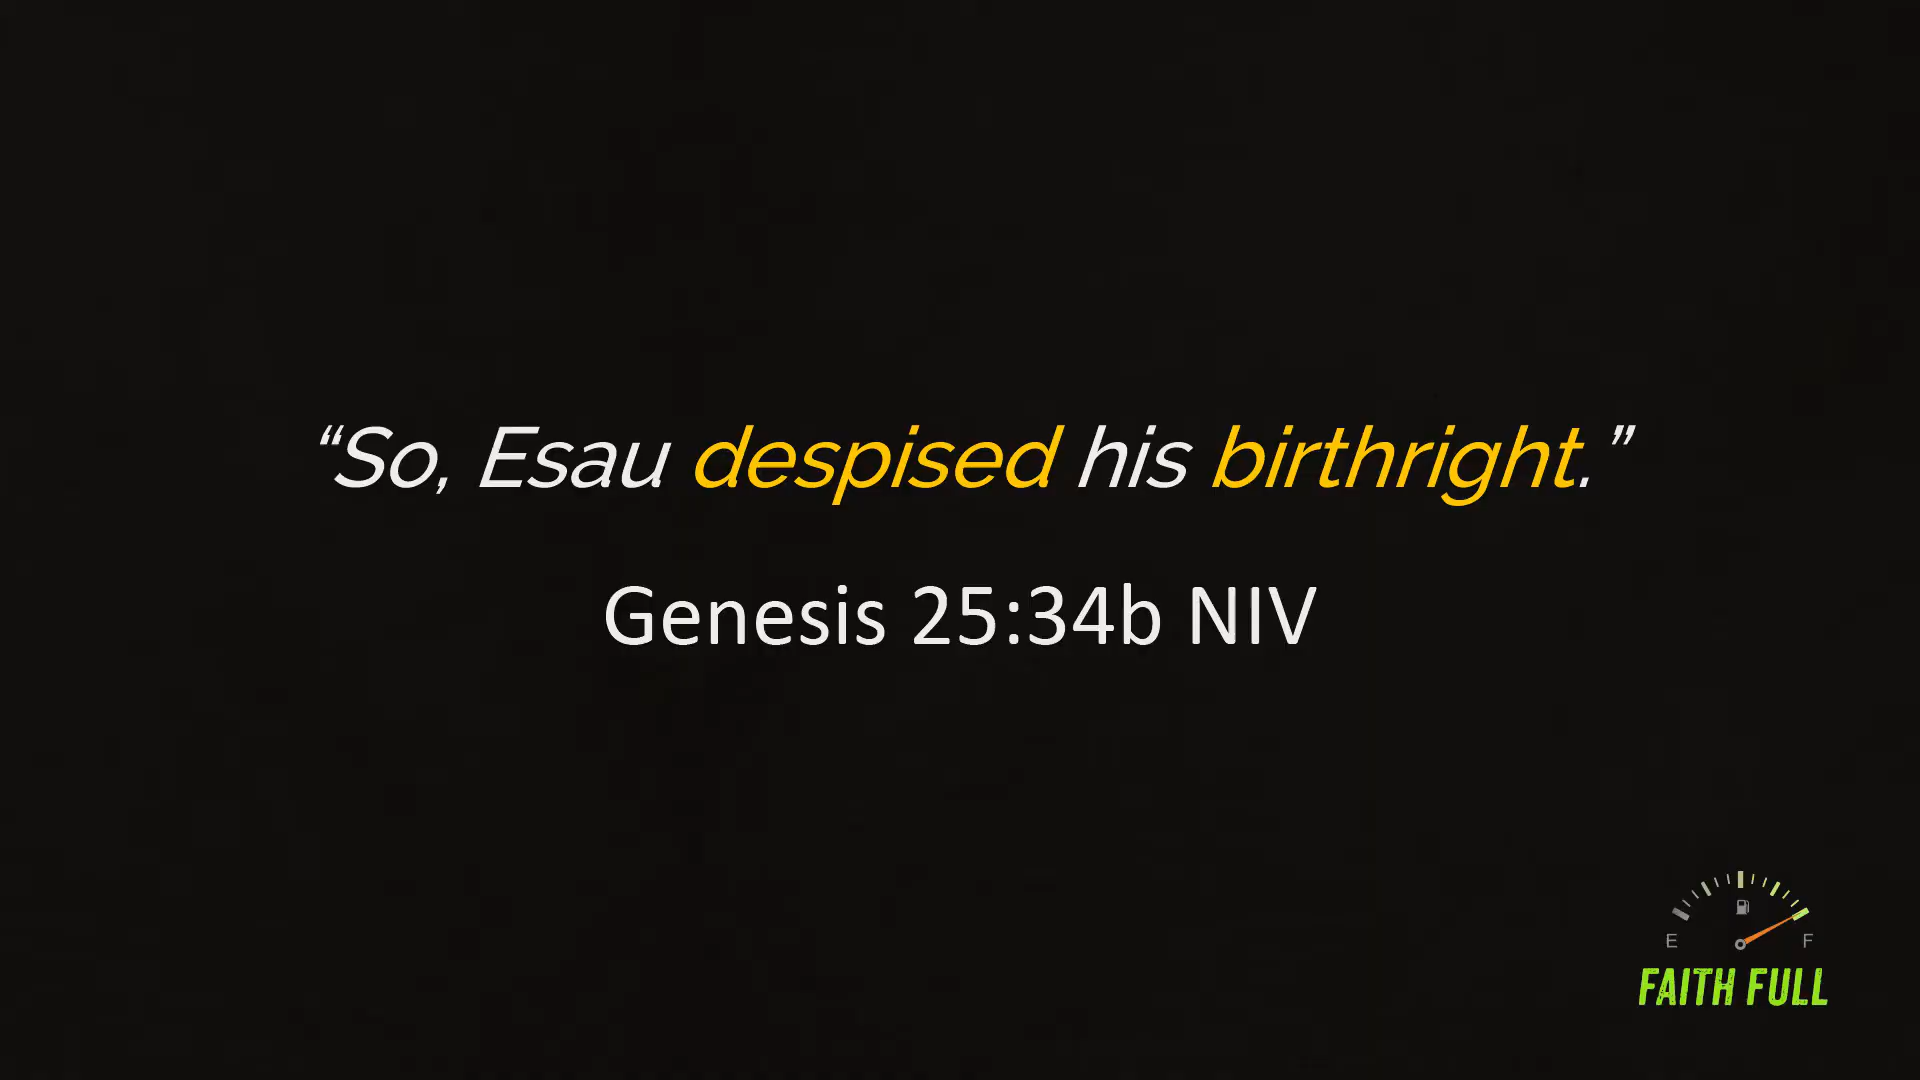 “So, Esau despised his birthright.”
Genesis 25:34b NIV
E F
FAITH FULL